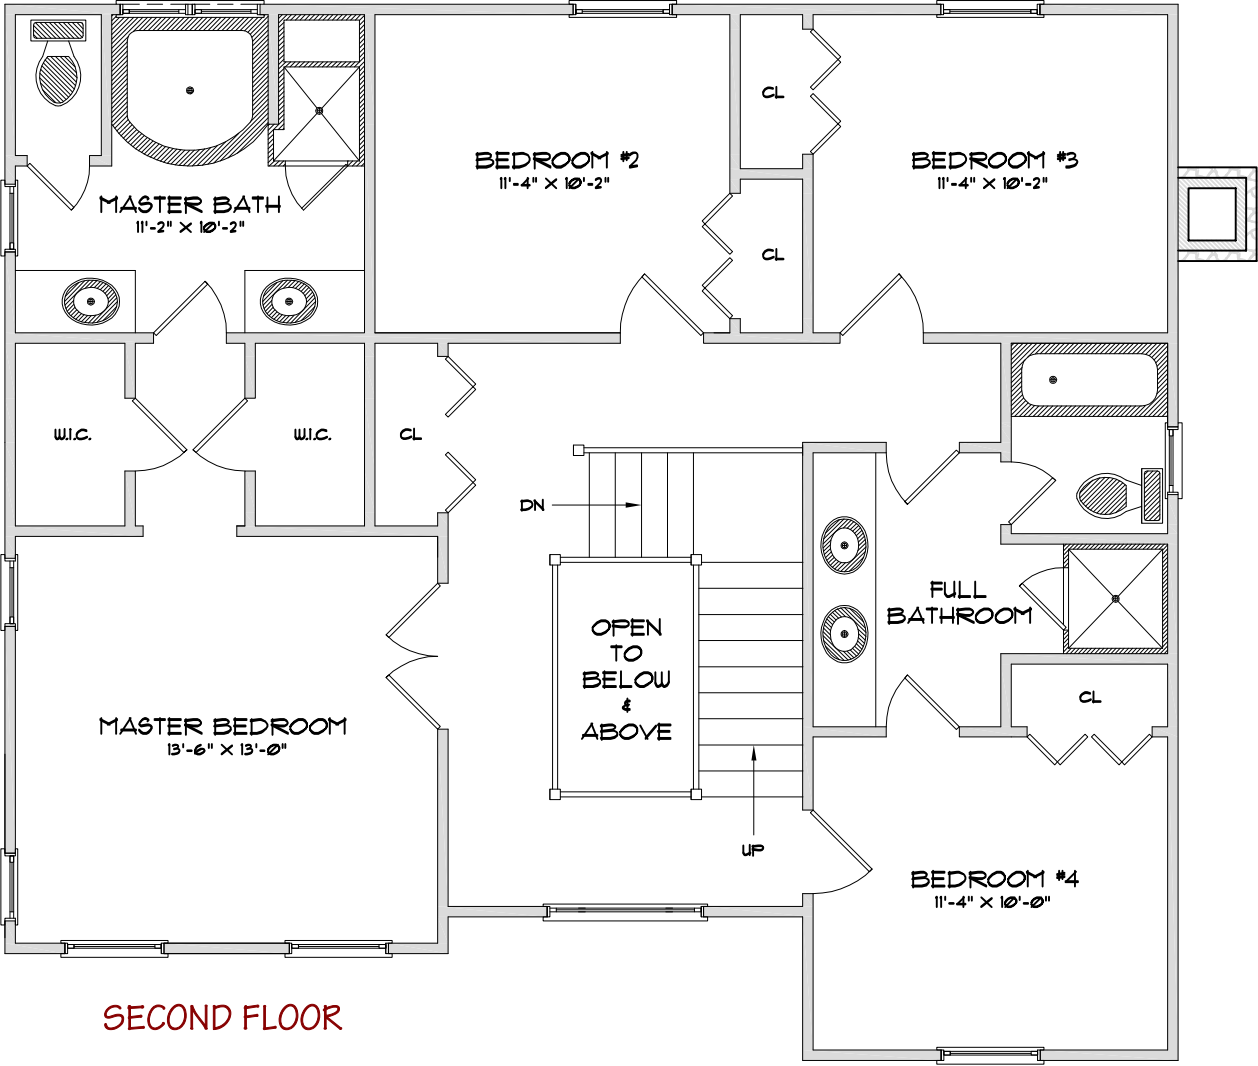 CL
BEDROOM #2
11'-4" X 10'-2"
BEDROOM #3
11'-4" X 10'-2"
MASTER BATH
11'-2" X 10'-2"
CL
W.I.C.
W.I.C.
CL
DN
FULL
BATHROOM
OPEN
TO
BELOW
&
ABOVE
CL
MASTER BEDROOM
13'-6" X 13'-0"
UP
BEDROOM #4
11'-4" X 10'-0"
SECOND FLOOR